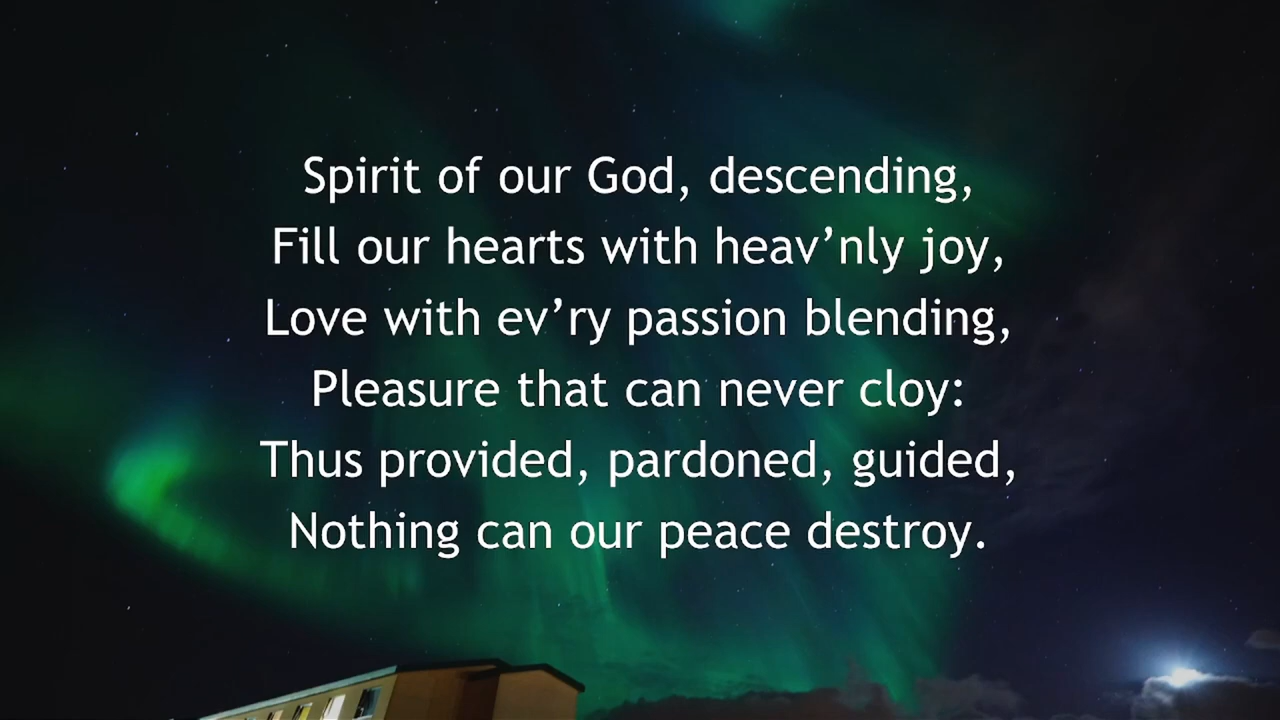 Spirit of our God, descending,
Fill our hearts with heav’nly joy,
Love with ev’ry passion blending,
Pleasure that can never cloy:
Thus provided, pardoned, guided,
Nothing can our peace destroy.